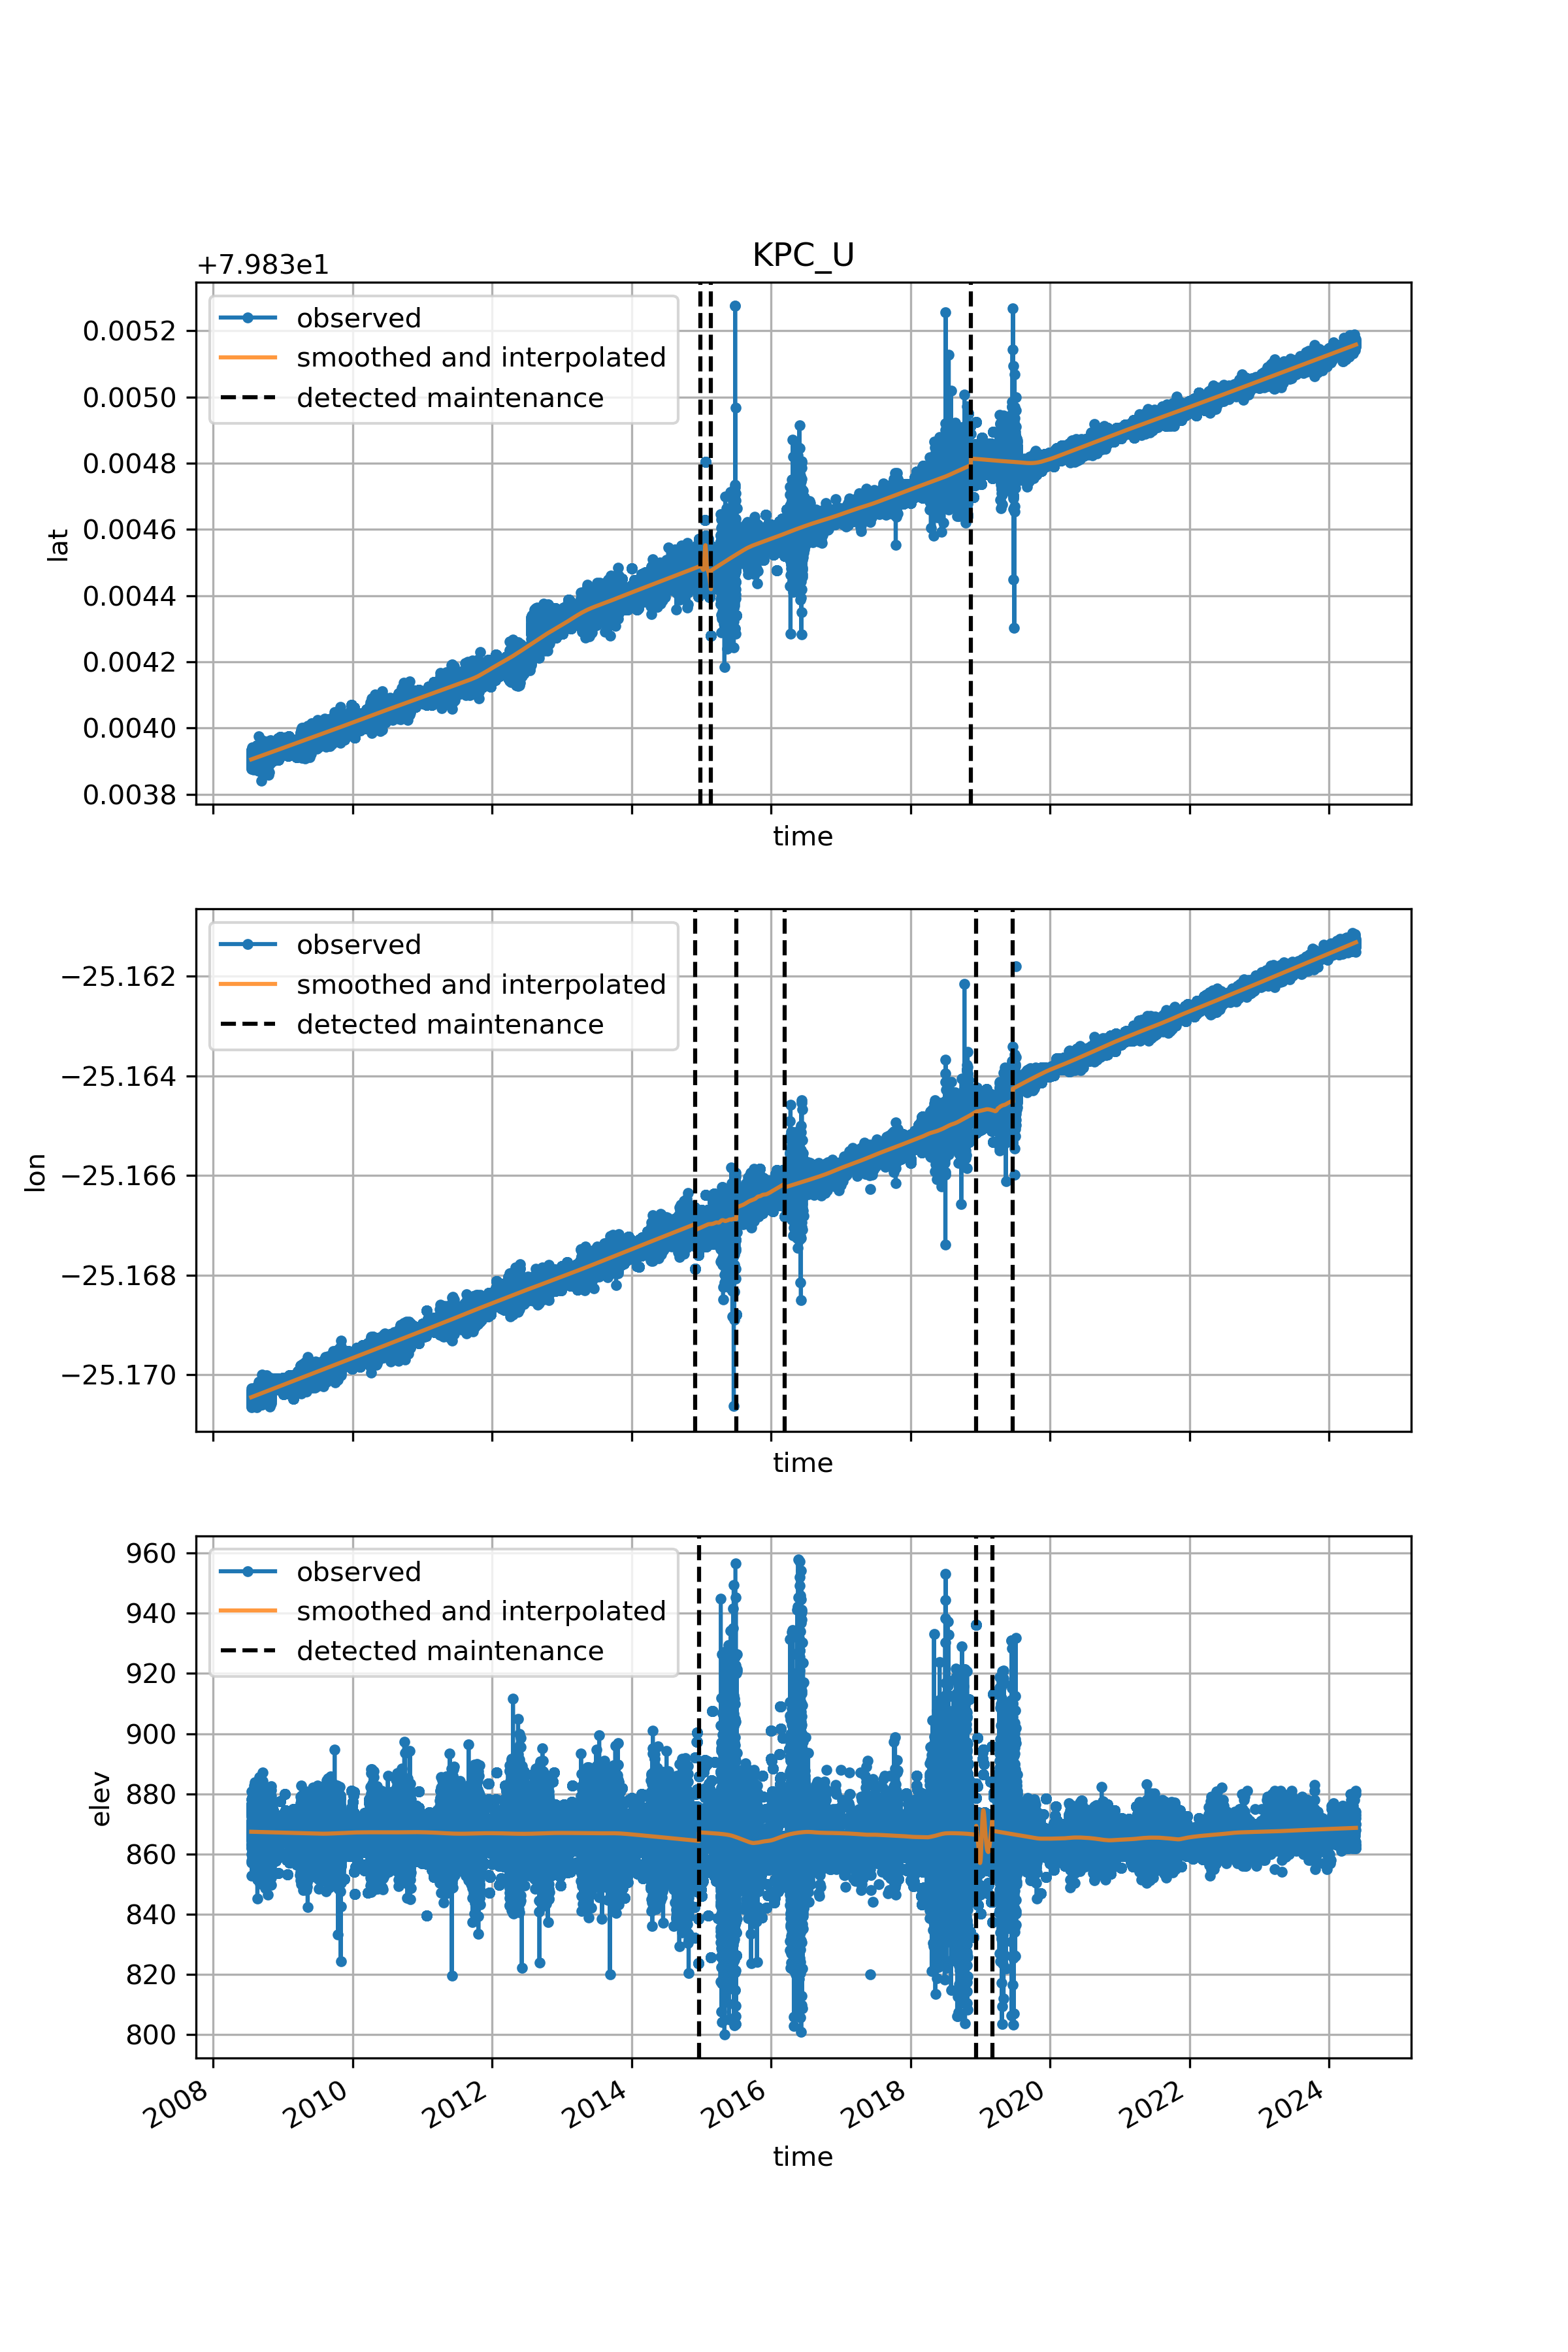 KPC_U
+7.983e1
observed
smoothed and interpolated
detected maintenance
0.0052
0.0050
0.0048
0.0046
0.0044
0.0042
0.0040
0.0038
lat
time
observed
smoothed and interpolated
detected maintenance
−25.162
−25.164
−25.166
−25.168
−25.170
lon
time
observed
smoothed and interpolated
detected maintenance
960
940
920
900
880
860
840
820
800
elev
2008 2010 2012 2014 2016 2018 2020 2022 2024
time